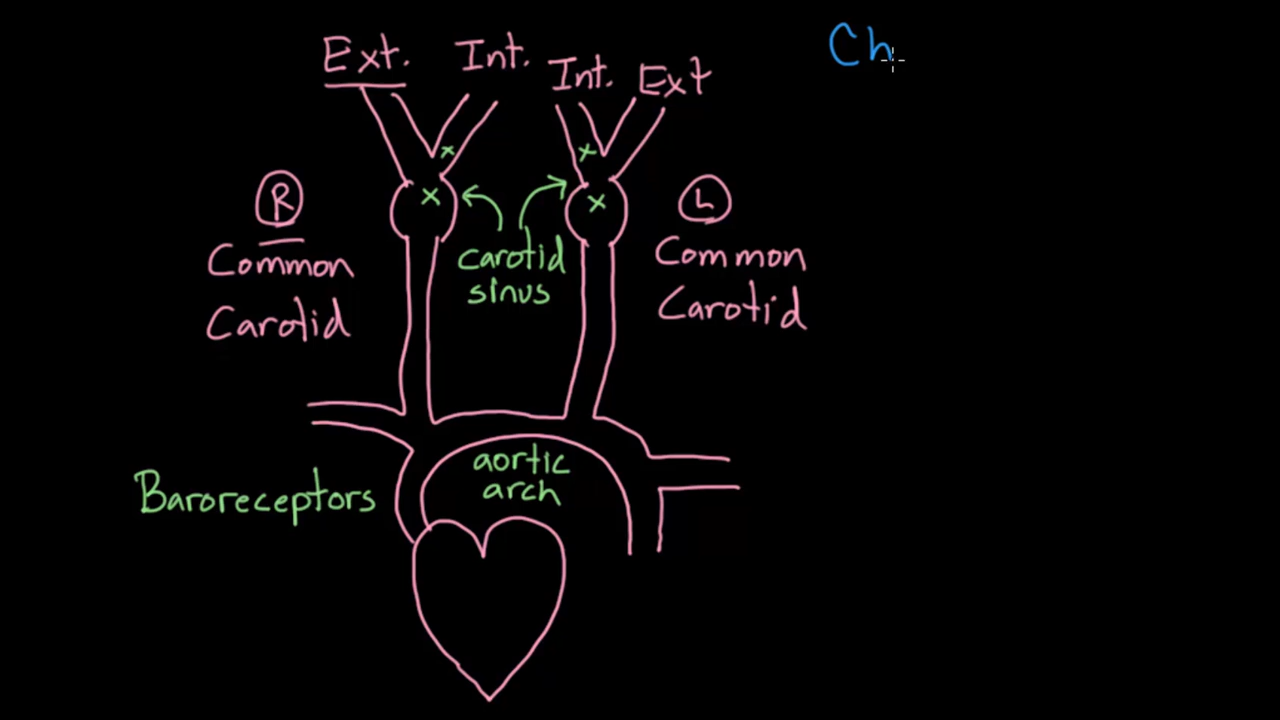 Ext. Int. Int. Ext
Ch
R
Common
Carotid
carotid
sinus
L
Common
Carotid
aortic
arch
Baroreceptors